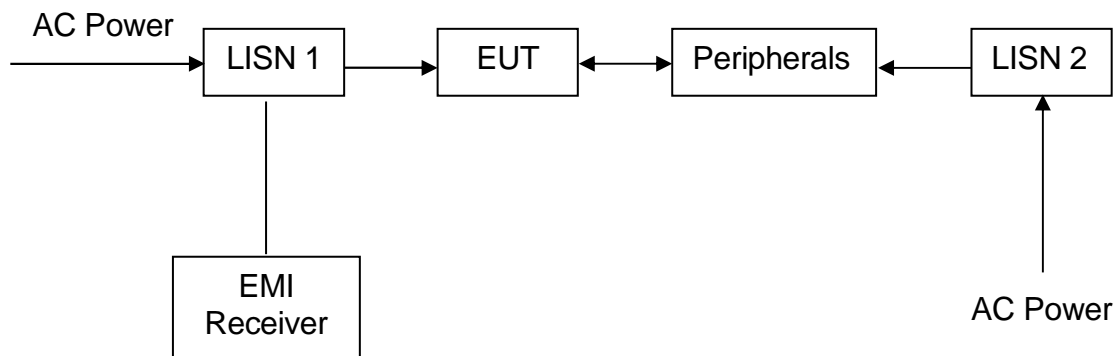 AC Power
LISN 1
EUT
Peripherals
LISN 2
EMI
Receiver
AC Power